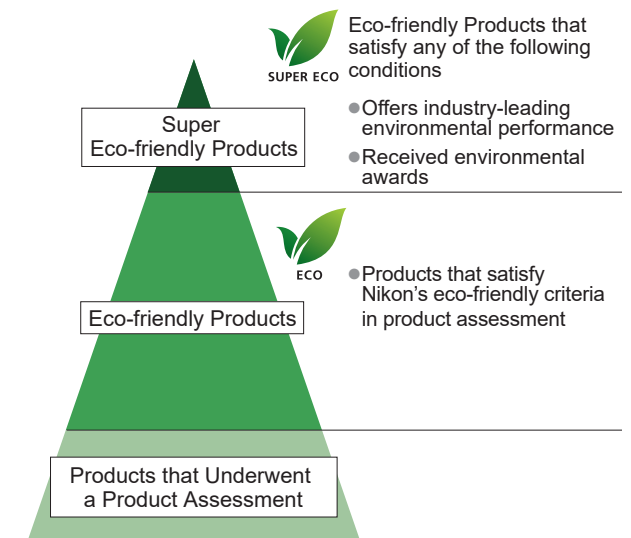 Eco-friendly Products that
satisfy any of the following
conditions
SUPER ECO
Offers industry-leading
environmental performance
Received environmental
awards
Super
Eco-friendly Products
ECO
Products that satisfy
Nikon's eco-friendly criteria
in product assessment
Eco-friendly Products
Products that Underwent
a Product Assessment